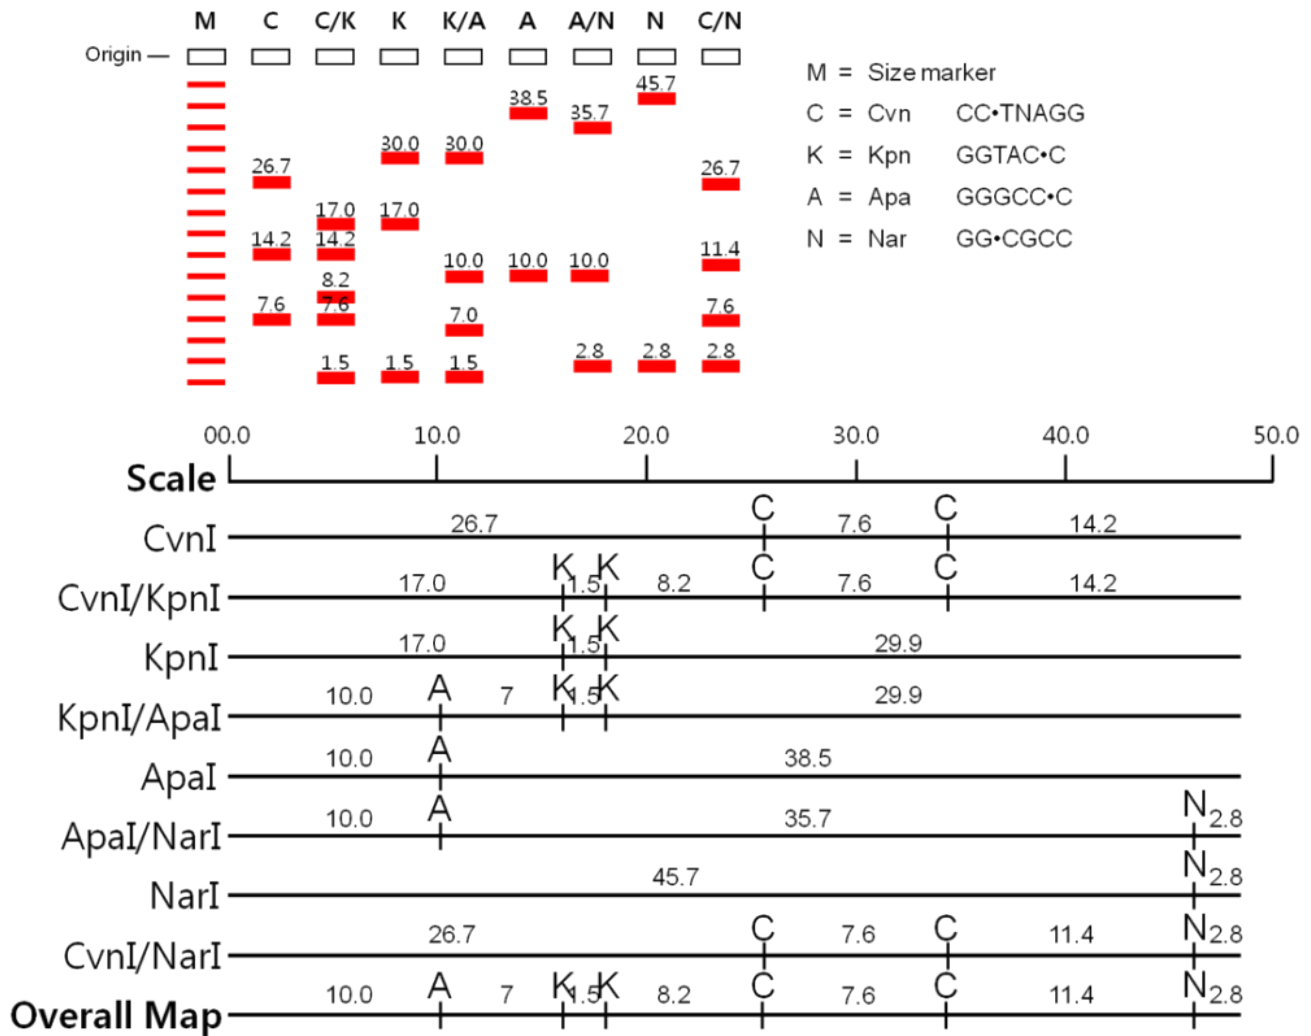 M C C/K K K/A A A/N N C/N
Origin
45.7
38.5
35.7
30.0 30.0
26.7 26.7
17.0 17.0
14.2 14.2
11.4
10.0 10.0 10.0
8.2
7.6 7.6 7.6
7.0
2.8 2.8 2.8
1.5 1.5 1.5
M = Size marker
C = Cvn CC•TNAGG
K = Kpn GGTAC•C
A = Apa GGGCC•C
N = Nar GG•CGCC
00.0 10.0 20.0 30.0 40.0 50.0
Scale
CvnI 26.7 C 7.6 C 14.2
CvnI/KpnI 17.0 K 1.5 K 8.2 C 7.6 C 14.2
KpnI 17.0 K 1.5 K 29.9
KpnI/ApaI 10.0 A 7 K 1.5 K 29.9
ApaI 10.0 A 38.5
ApaI/NarI 10.0 A 35.7 N 2.8
NarI 45.7 N 2.8
CvnI/NarI 26.7 C 7.6 C 11.4 N 2.8
Overall Map 10.0 A 7 K 1.5 K 8.2 C 7.6 C 11.4 N 2.8